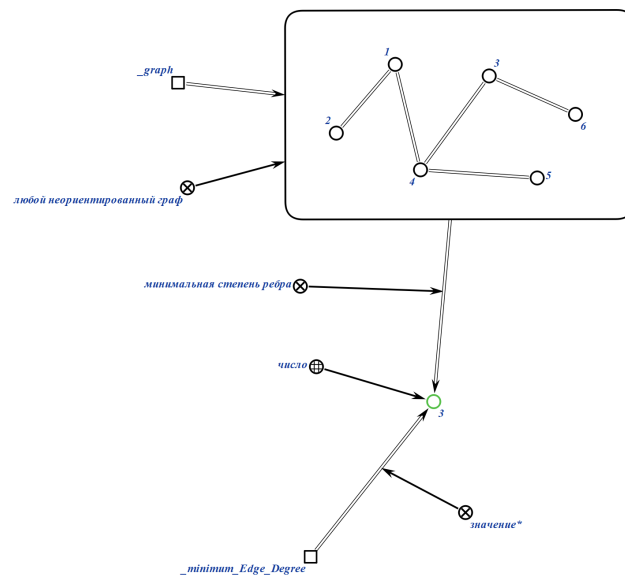 1
3
_graph
2
6
4
5
любой неориентированный граф
минимальная степень ребра
число
3
значение*
_minimum_Edge_Degree